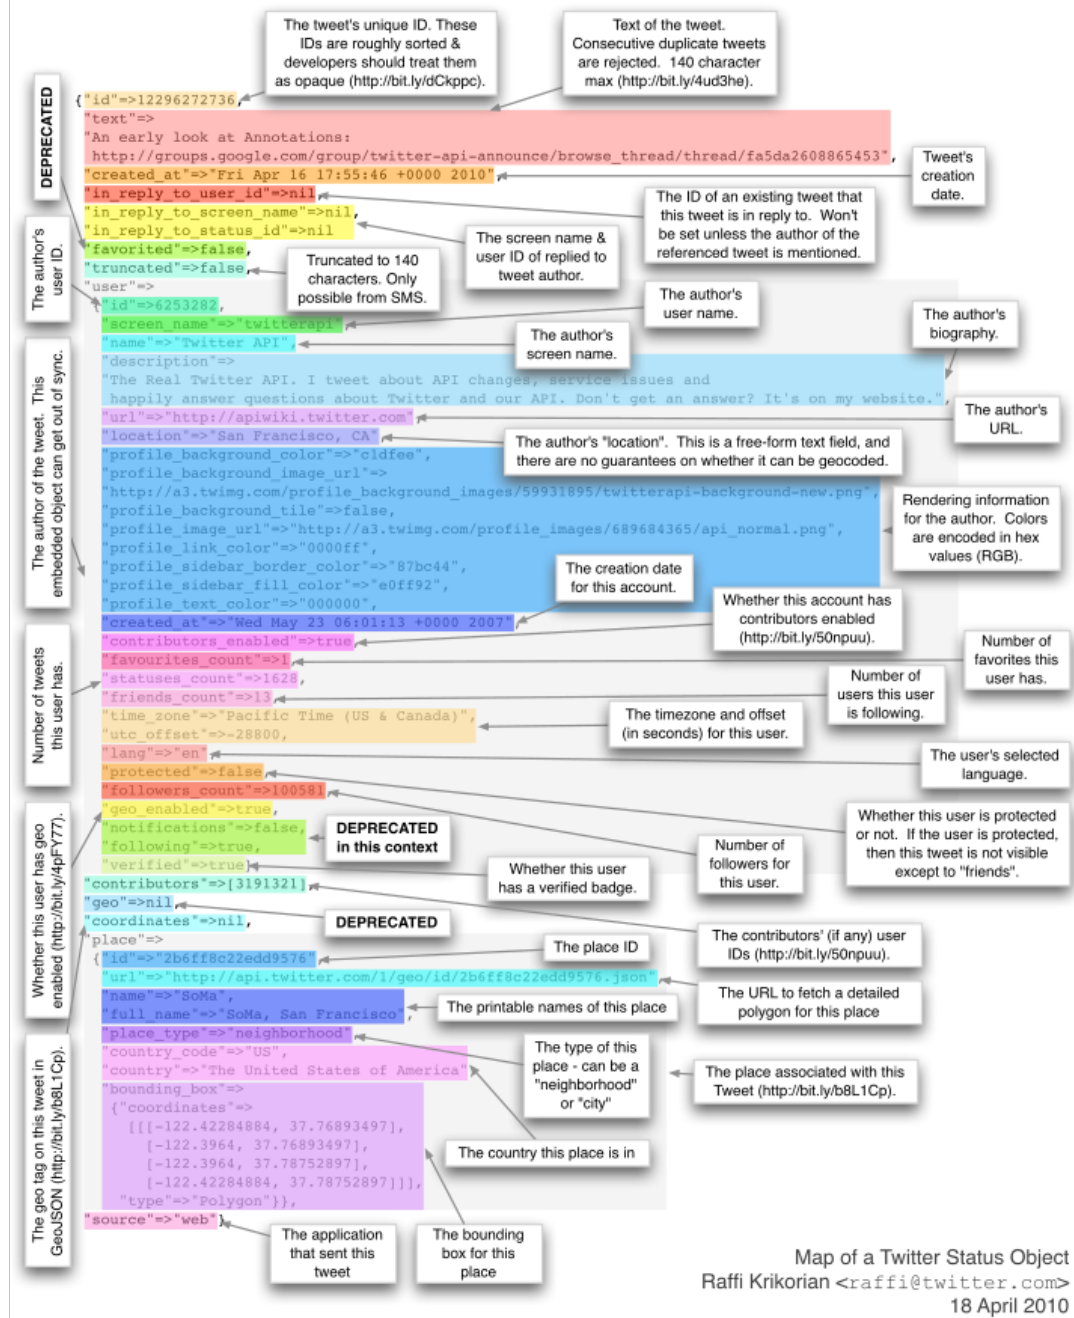 The tweet's unique ID. These
IDs are roughly sorted &
developers should treat them
as opaque (http://bit.ly/dCkppc).
Text of the tweet.
Consecutive duplicate tweets
are rejected. 140 character
max (http://bit.ly/4ud3he).
DEPRECATED
{"id"=>12296272736,
"text"=>
"An early look at Annotations:
http://groups.google.com/group/twitter-api-announce/browse_thread/thread/fa5da2608865453",
"created_at"=>"Fri Apr 16 17:55:46 +0000 2010",
Tweet's
creation
date.
"in_reply_to_user_id"=>nil,
"in_reply_to_screen_name"=>nil,
"in_reply_to_status_id"=>nil
The ID of an existing tweet that
this tweet is in reply to. Won't
be set unless the author of the
referenced tweet is mentioned.
The screen name &
user ID of replied to
tweet author.
"favorited"=>false,
"truncated"=>false,
Truncated to 140
characters. Only
possible from SMS.
The author's
user ID.
"user"=>
{"id"=>6253282,
"screen_name"=>"twitterapi"
The author's
user name.
"name"=>"Twitter API",
The author's
screen name.
The author's
biography.
"description"=>
"The Real Twitter API. I tweet about API changes, service issues and
happily answer questions about Twitter and our API. Don't get an answer? It's on my website.",
"url"=>"http://apiwiki.twitter.com"
The author's
URL.
"location"=>"San Francisco, CA"
The author's "location". This is a free-form text field, and
there are no guarantees on whether it can be geocoded.
The author of the tweet. This
embedded object can get out of sync.
"profile_background_color"=>"c1dfee",
"profile_background_image_url"=>
"http://a3.twimg.com/profile_background_images/59931895/twitterapi-background-new.png",
"profile_background_tile"=>false,
"profile_image_url"=>"http://a3.twimg.com/profile_images/689684365/api_normal.png",
"profile_link_color"=>"0000ff",
"profile_sidebar_border_color"=>"87bc44",
"profile_sidebar_fill_color"=>"e0ff92",
"profile_text_color"=>"000000",
Rendering information
for the author. Colors
are encoded in hex
values (RGB).
The creation date
for this account.
"created_at"=>"Wed May 23 06:01:13 +0000 2007"
"contributors_enabled"=>true
Whether this account has
contributors enabled
(http://bit.ly/50npuu).
"favourites_count"=>1
Number of
favorites this
user has.
"statuses_count"=>1628,
Number of tweets
this user has.
"friends_count"=>13
Number of
users this user
is following.
"time_zone"=>"Pacific Time (US & Canada)",
"utc_offset"=>-28800,
The timezone and offset
(in seconds) for this user.
"lang"=>"en"
The user's selected
language.
"protected"=>false
Whether this user is protected
or not. If the user is protected,
then this tweet is not visible
except to "friends".
"followers_count"=>100581
Number of
followers for
this user.
"geo_enabled"=>true,
Whether this user has geo
enabled (http://bit.ly/4pFY77).
"notifications"=>false,
"following"=>true,
DEPRECATED
in this context
"verified"=>true}
Whether this user
has a verified badge.
"contributors"=>[3191321]
The contributors' (if any) user
IDs (http://bit.ly/50npuu).
"geo"=>nil,
DEPRECATED
"coordinates"=>nil,
The geo tag on this tweet in
GeoJSON (http://bit.ly/b8L1Cp).
"place"=>
{"id"=>"2b6ff8c22edd9576"
The place ID
"url"=>"http://api.twitter.com/1/geo/id/2b6ff8c22edd9576.json"
The URL to fetch a detailed
polygon for this place
"name"=>"SoMa",
"full_name"=>"SoMa, San Francisco",
The printable names of this place
"place_type"=>"neighborhood"
The type of this
place - can be a
"neighborhood"
or "city"
"country_code"=>"US",
"country"=>"The United States of America"
The country this place is in
The place associated with this
Tweet (http://bit.ly/b8L1Cp).
"bounding_box"=>
{"coordinates"=>
[[[-122.42284884, 37.76893497],
[-122.3964, 37.76893497],
[-122.3964, 37.78752897],
[-122.42284884, 37.78752897]]],
"type"=>"Polygon"}},
The bounding
box for this
place
"source"=>"web"}
The application
that sent this
tweet
Map of a Twitter Status Object
Raffi Krikorian <raffi@twitter.com>
18 April 2010